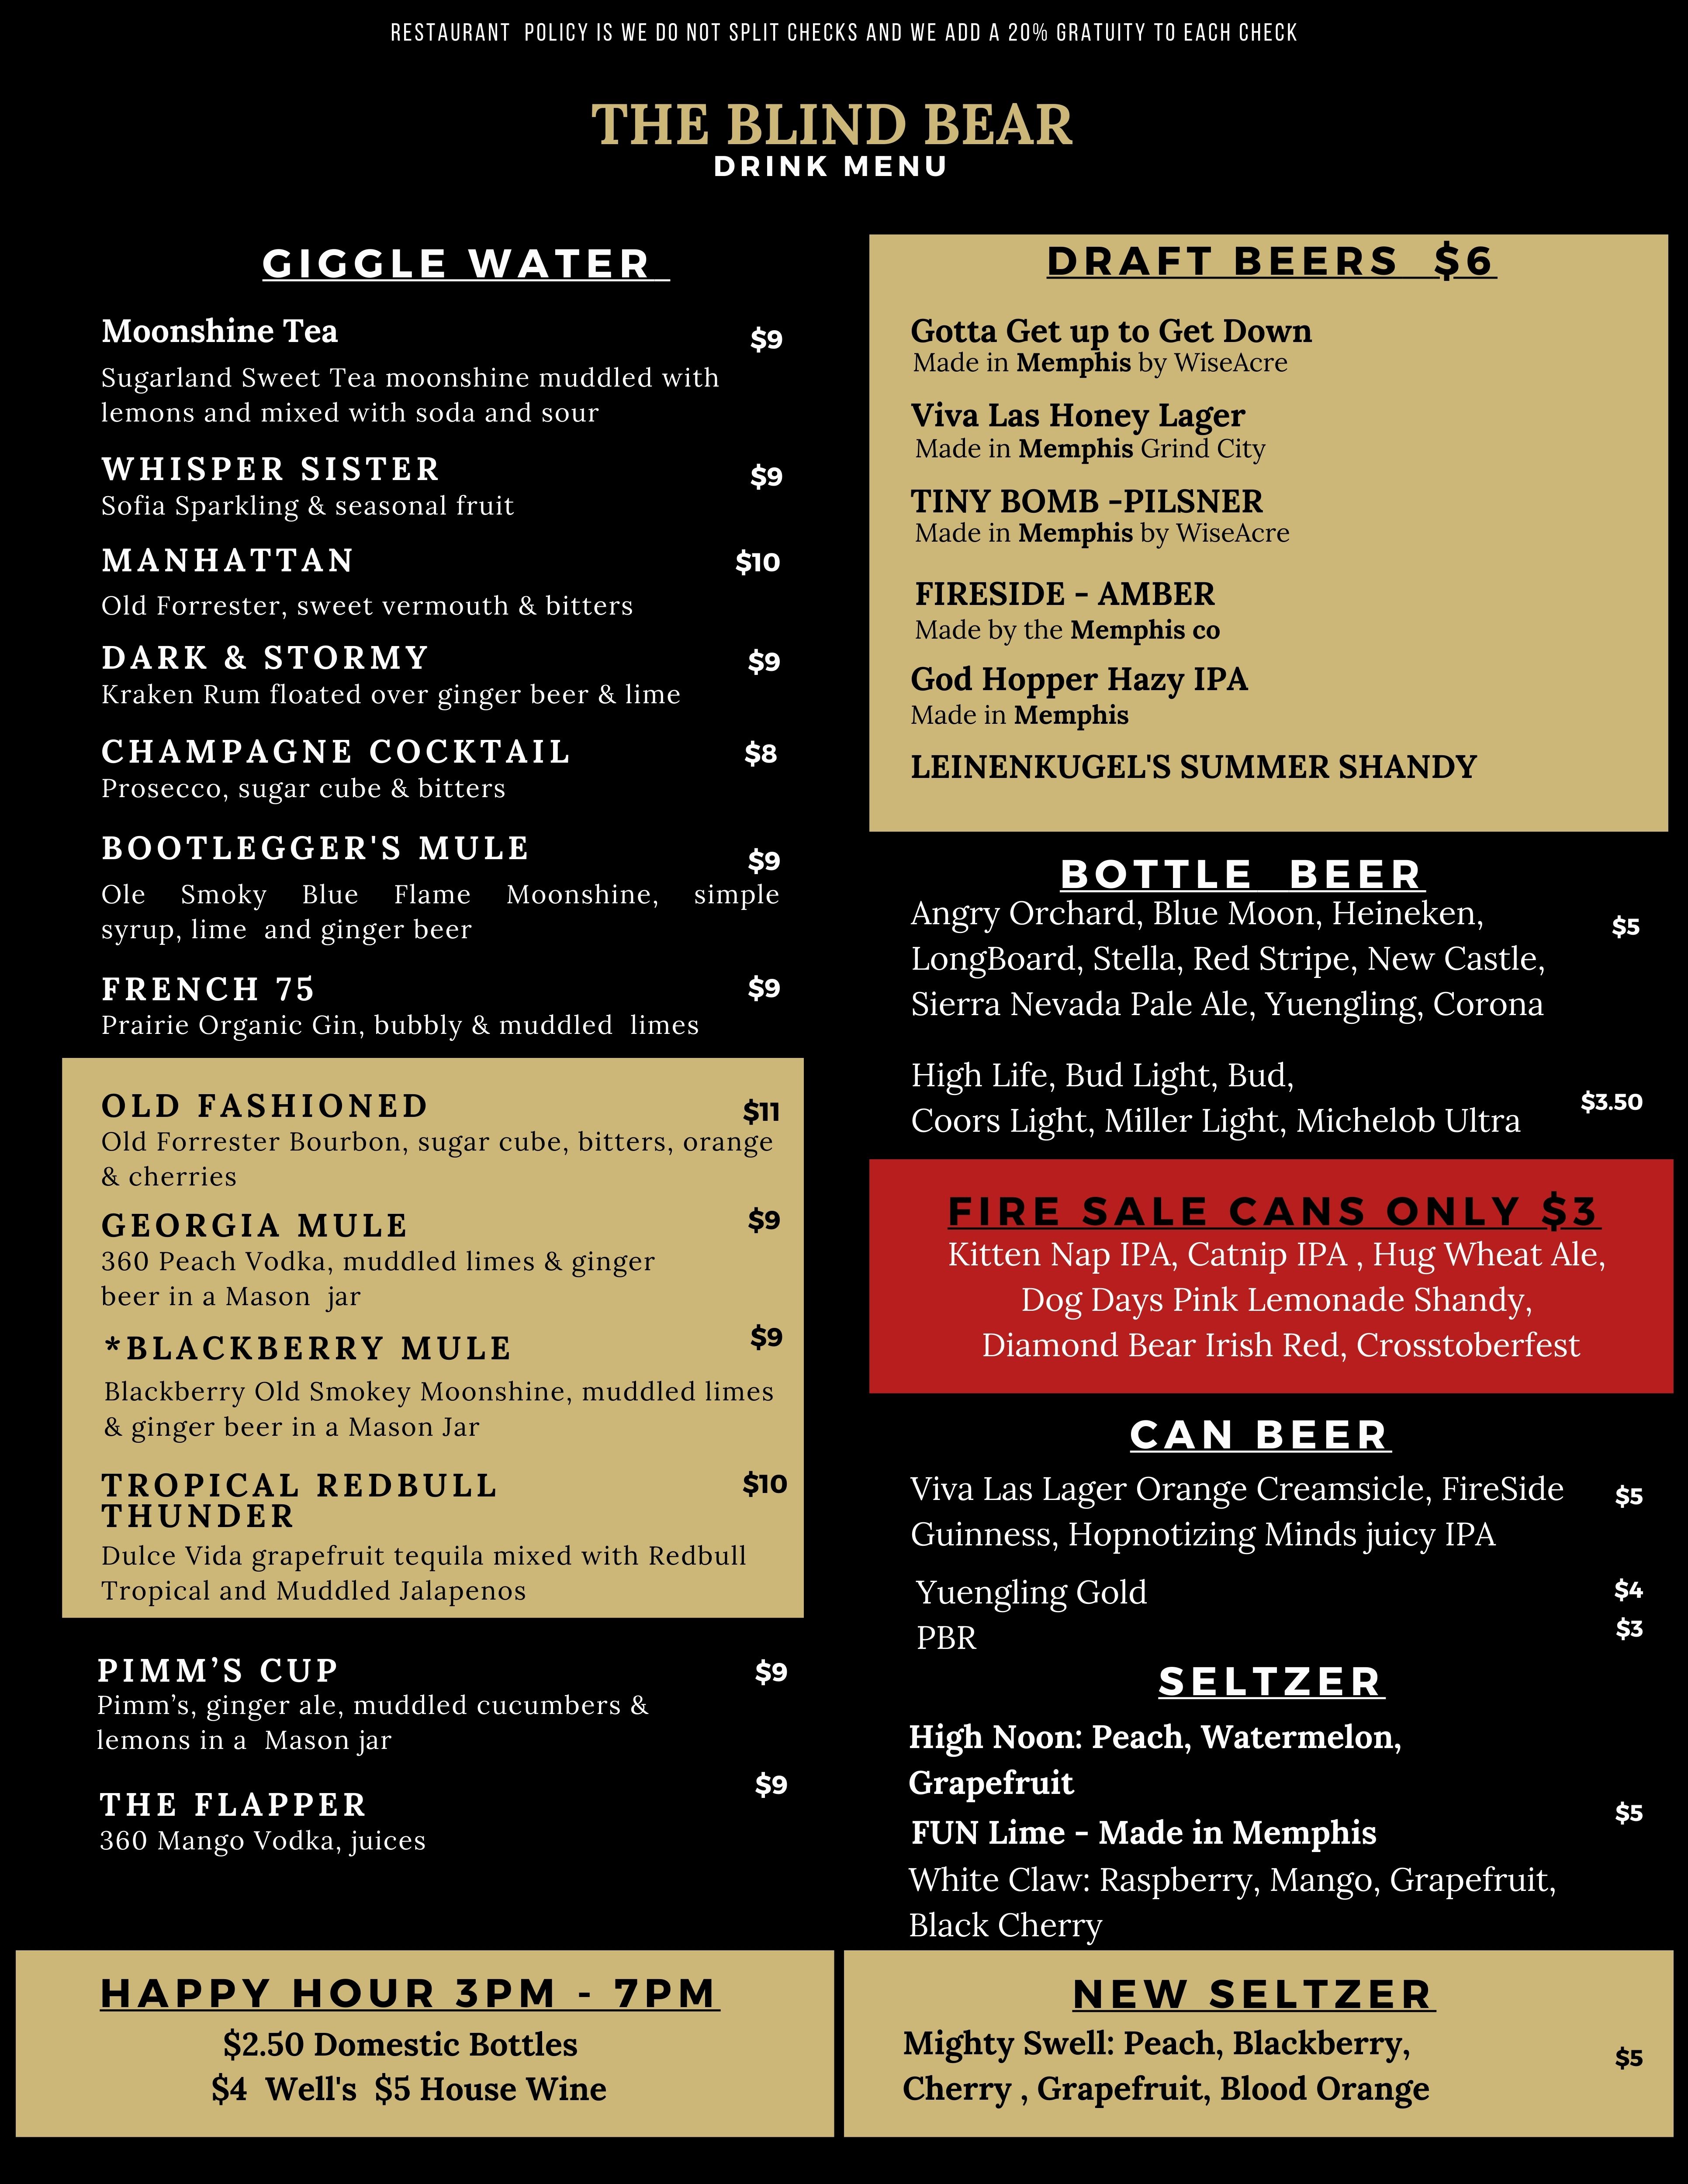 RESTAURANT POLICY IS WE DO NOT SPLIT CHECKS AND WE ADD A 20% GRATUITY TO EACH CHECK
THE BLIND BEAR
DRINK MENU
GIGGLE WATER
Moonshine Tea
$9
Sugarland Sweet Tea moonshine muddled with
lemons and mixed with soda and sour
WHISPER SISTER
$9
Sofia Sparkling & seasonal fruit
MANHATTAN
$10
Old Forrester, sweet vermouth & bitters
DARK & STORMY
$9
Kraken Rum floated over ginger beer & lime
CHAMPAGNE COCKTAIL
$8
Prosecco, sugar cube & bitters
BOOTLEGGER'S MULE
$9
Ole Smoky Blue Flame Moonshine, simple
syrup, lime and ginger beer
FRENCH 75
$9
Prairie Organic Gin, bubbly & muddled limes
OLD FASHIONED
$11
Old Forrester Bourbon, sugar cube, bitters, orange
& cherries
GEORGIA MULE
$9
360 Peach Vodka, muddled limes & ginger
beer in a Mason jar
*BLACKBERRY MULE
$9
Blackberry Old Smokey Moonshine, muddled limes
& ginger beer in a Mason Jar
TROPICAL REDBULL
THUNDER
$10
Dulce Vida grapefruit tequila mixed with Redbull
Tropical and Muddled Jalapenos
PIMM’S CUP
$9
Pimm’s, ginger ale, muddled cucumbers &
lemons in a Mason jar
THE FLAPPER
$9
360 Mango Vodka, juices
HAPPY HOUR 3PM - 7PM
$2.50 Domestic Bottles
$4 Well's $5 House Wine
DRAFT BEERS $6
Gotta Get up to Get Down
Made in Memphis by WiseAcre
Viva Las Honey Lager
Made in Memphis Grind City
TINY BOMB -PILSNER
Made in Memphis by WiseAcre
FIRESIDE - AMBER
Made by the Memphis co
God Hopper Hazy IPA
Made in Memphis
LEINENKUGEL'S SUMMER SHANDY
BOTTLE BEER
Angry Orchard, Blue Moon, Heineken,
$5
LongBoard, Stella, Red Stripe, New Castle,
Sierra Nevada Pale Ale, Yuengling, Corona
High Life, Bud Light, Bud,
$3.50
Coors Light, Miller Light, Michelob Ultra
FIRE SALE CANS ONLY $3
Kitten Nap IPA, Catnip IPA , Hug Wheat Ale,
Dog Days Pink Lemonade Shandy,
Diamond Bear Irish Red, Crosstoberfest
CAN BEER
Viva Las Lager Orange Creamsicle, FireSide
$5
Guinness, Hopnotizing Minds juicy IPA
Yuengling Gold
$4
PBR
$3
SELTZER
High Noon: Peach, Watermelon,
Grapefruit
$5
FUN Lime - Made in Memphis
White Claw: Raspberry, Mango, Grapefruit,
Black Cherry
NEW SELTZER
Mighty Swell: Peach, Blackberry,
$5
Cherry , Grapefruit, Blood Orange